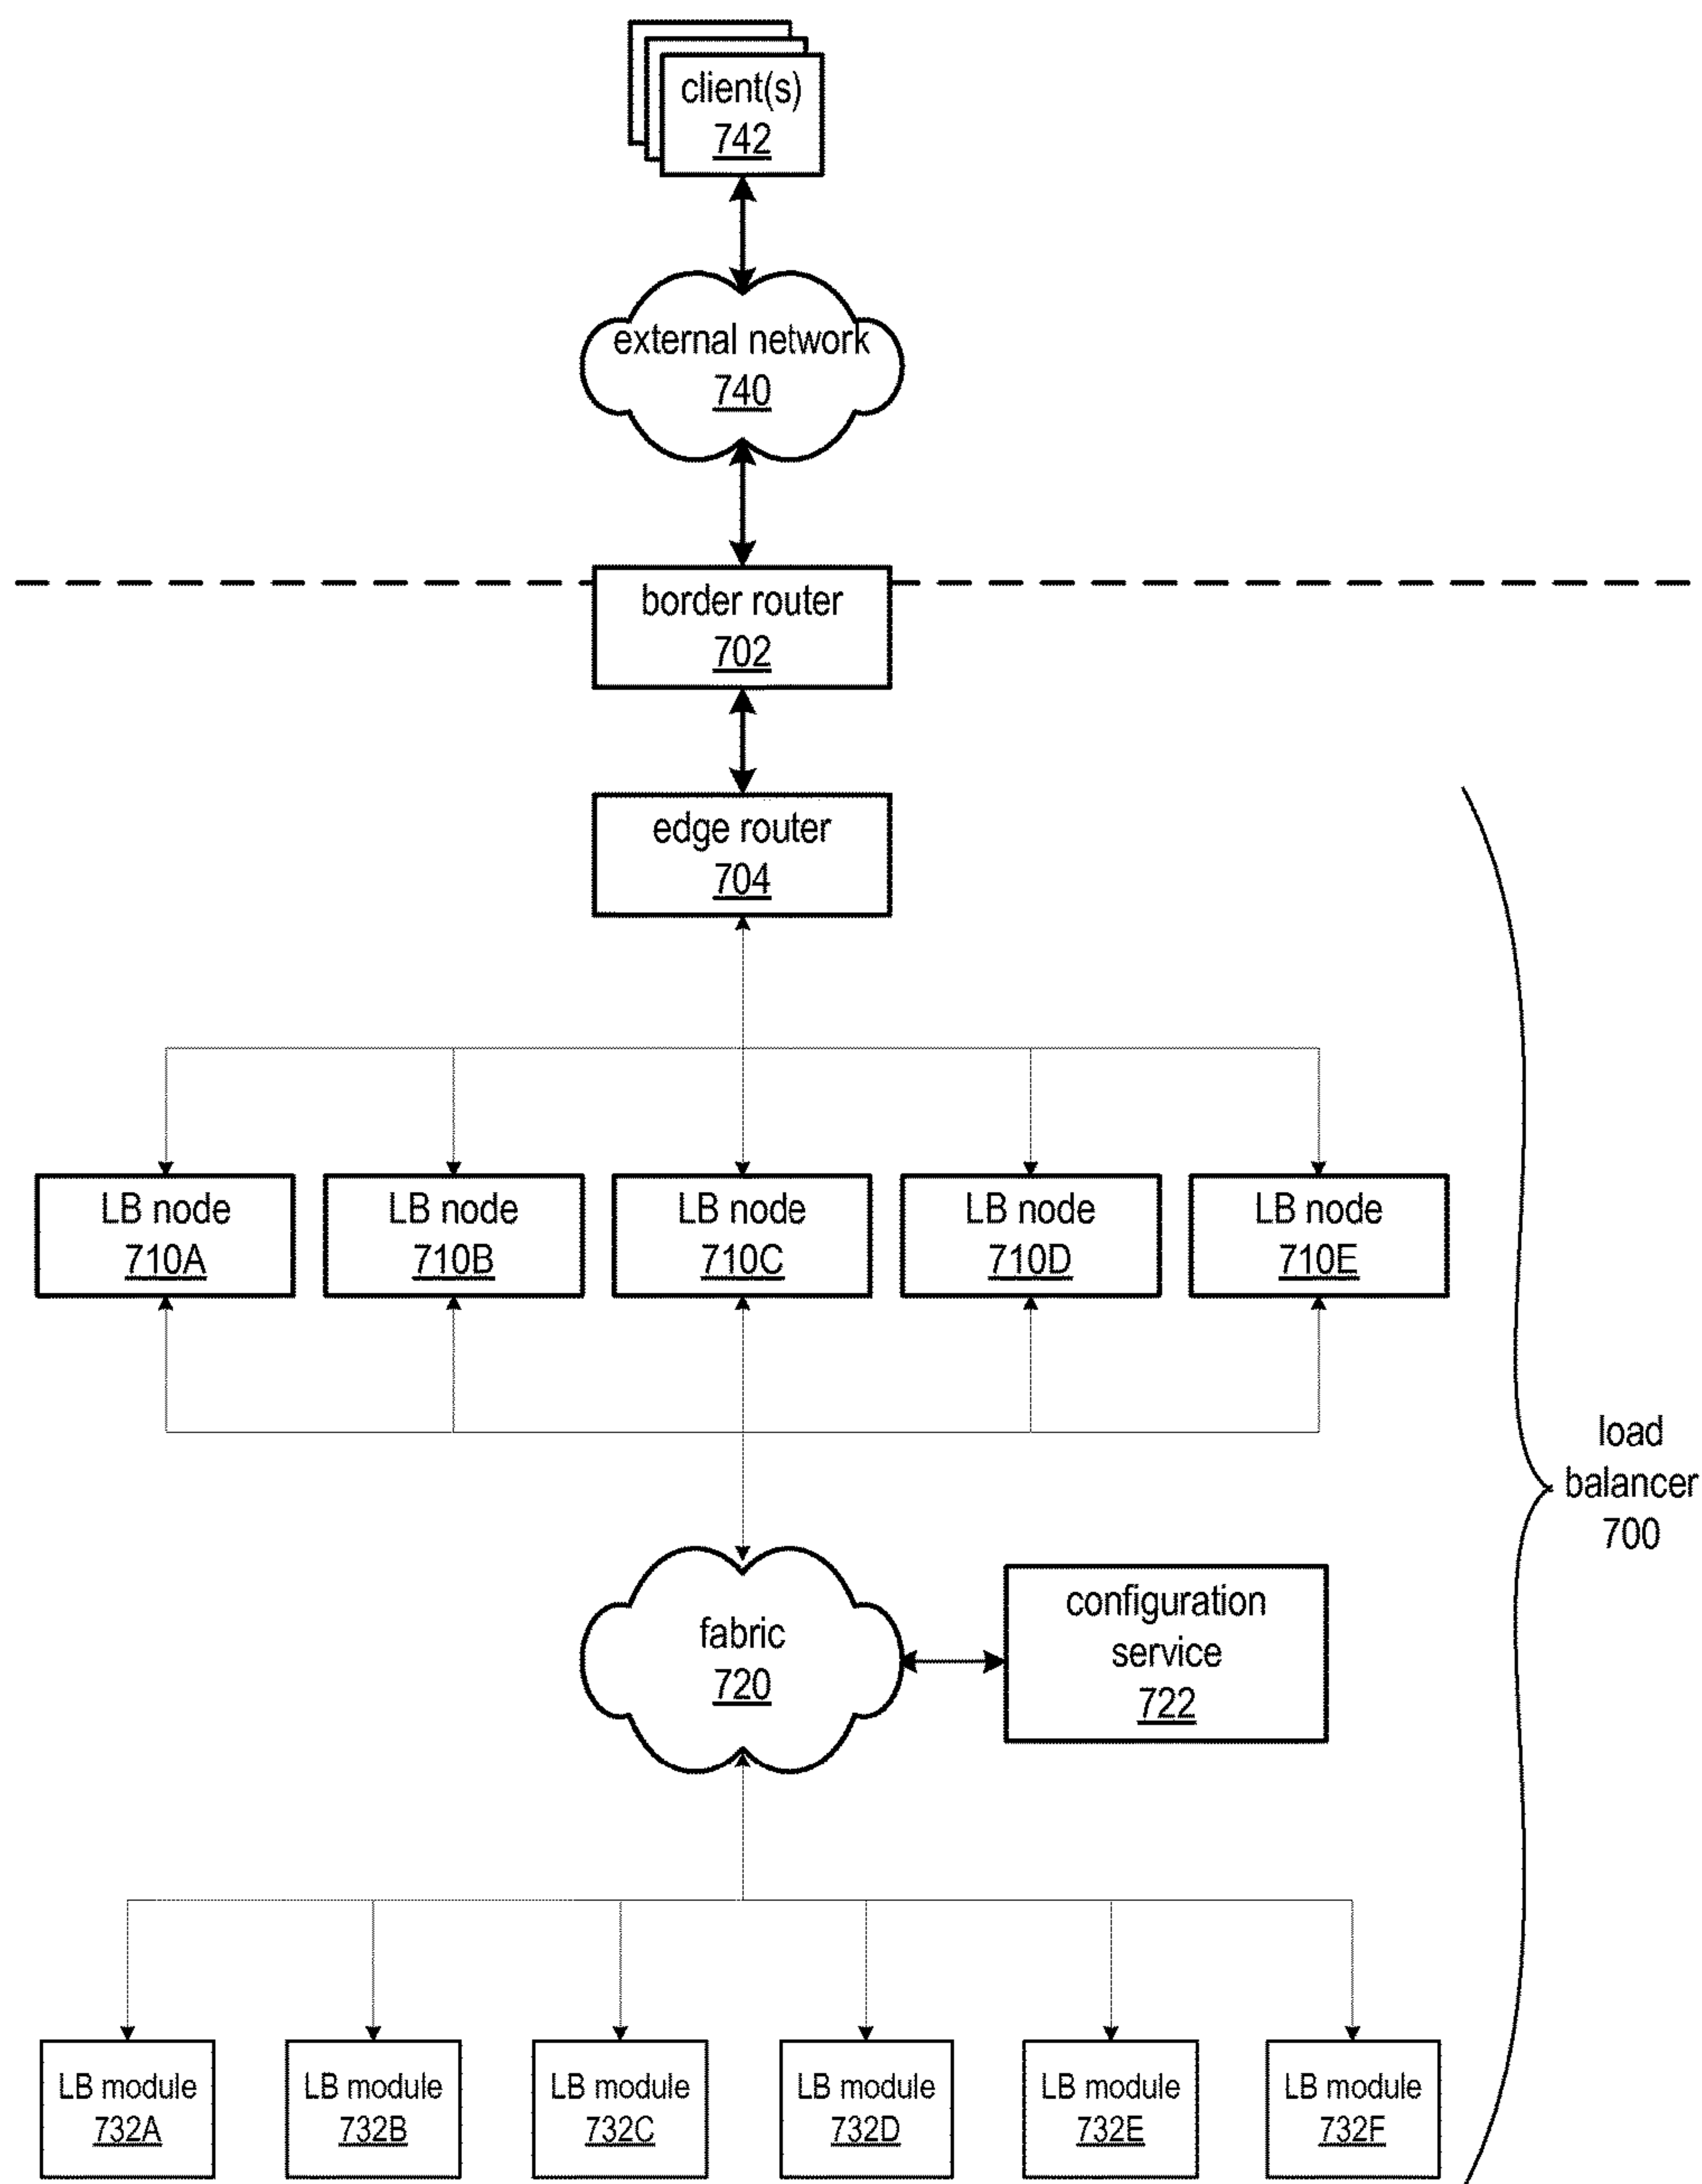 client(s)
742
external network
740
border router
702
edge router
704
LB node
710A
LB node
710B
LB node
710C
LB node
710D
LB node
710E
load
balancer
700
fabric
720
configuration
service
722
LB module
732A
LB module
732B
LB module
732C
LB module
732D
LB module
732E
LB module
732F